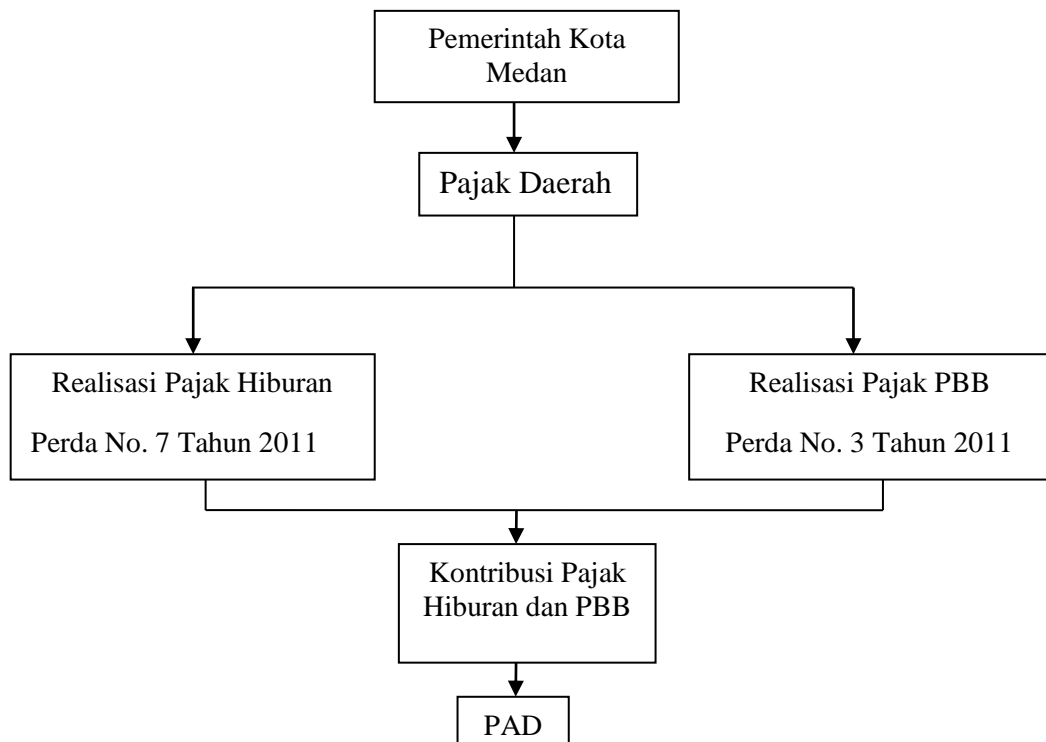 Pemerintah Kota
Medan
Pajak Daerah
Realisasi Pajak Hiburan
Perda No. 7 Tahun 2011
Realisasi Pajak PBB
Perda No. 3 Tahun 2011
Kontribusi Pajak
Hiburan dan PBB
PAD